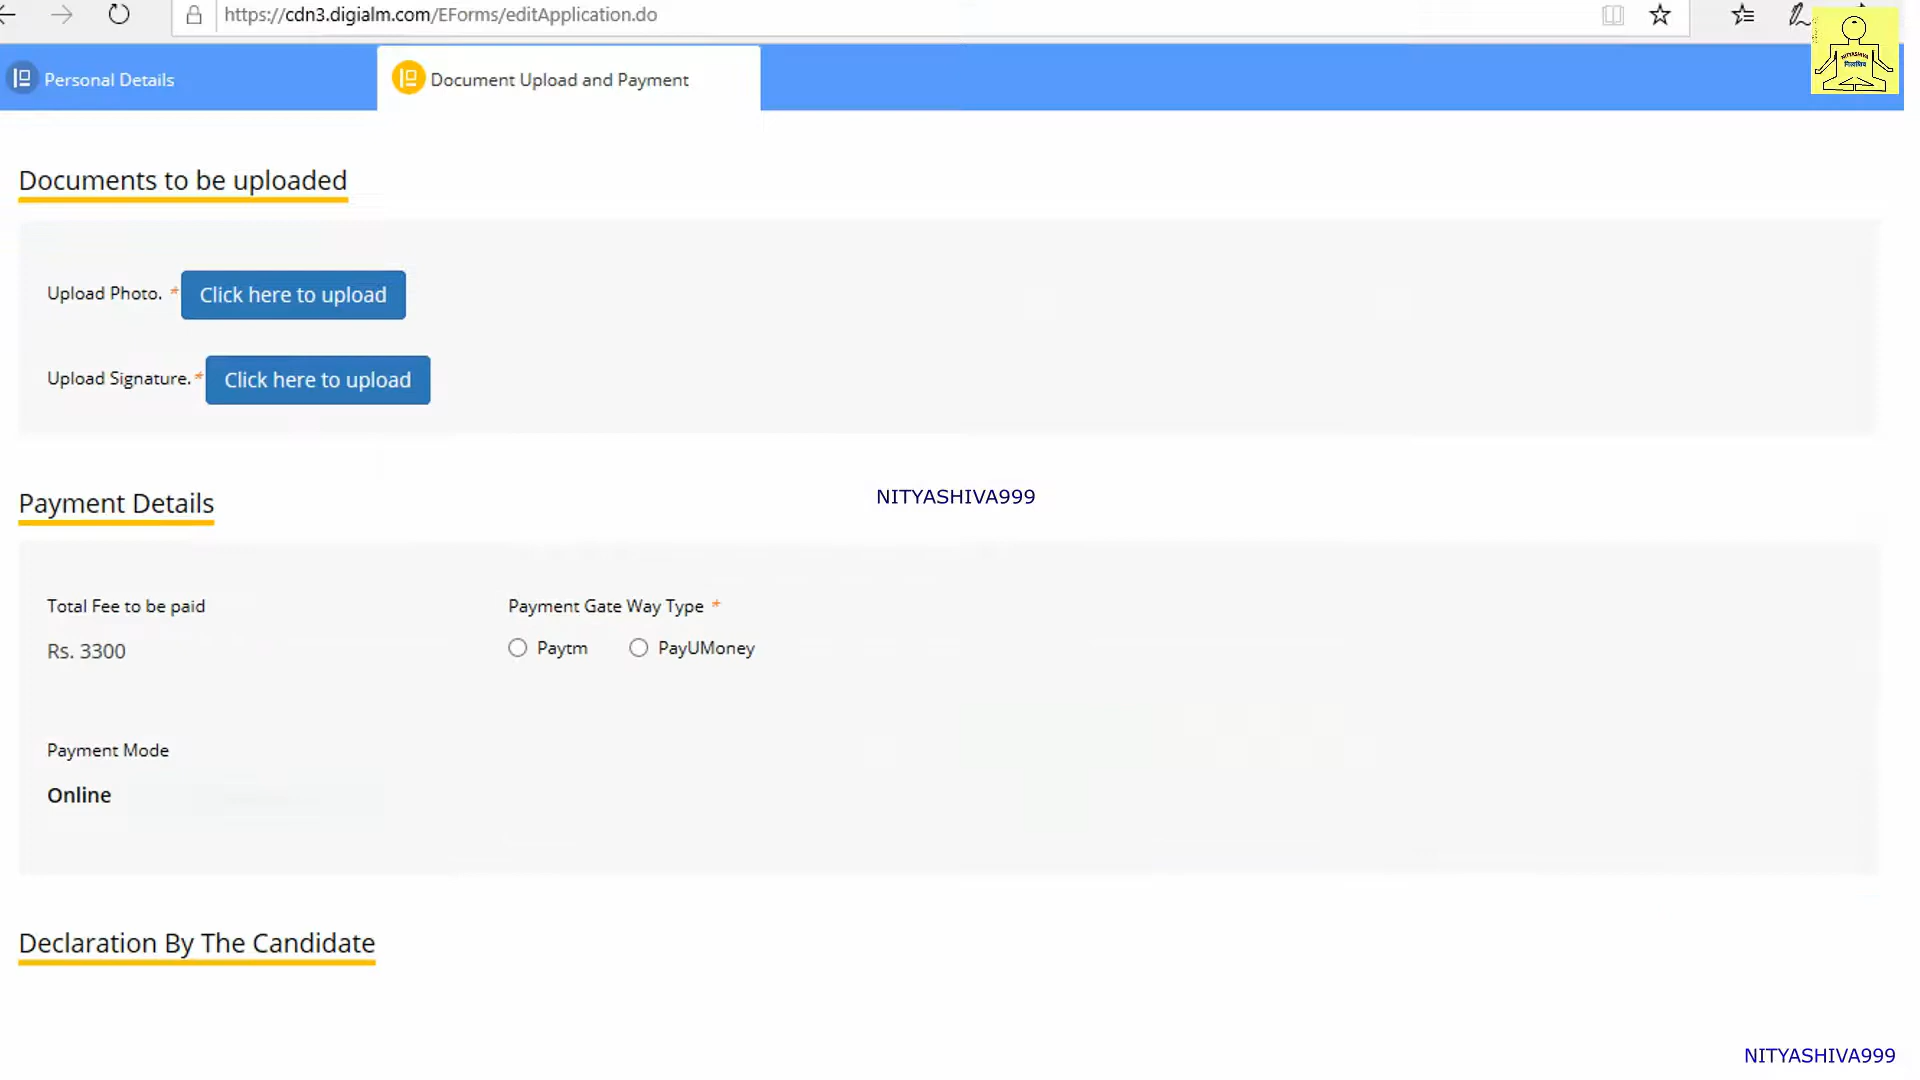 https://cdn3.digialm.com/EForms/editApplication.do
Personal Details
Document Upload and Payment
NITYASHIVA
नित्यशिव
Documents to be uploaded
Upload Photo. * Click here to upload
Upload Signature.* Click here to upload
NITYASHIVA999
Payment Details
Total Fee to be paid
Payment Gate Way Type *
Rs. 3300
Paytm
PayUMoney
Payment Mode
Online
Declaration By The Candidate
NITYASHIVA999